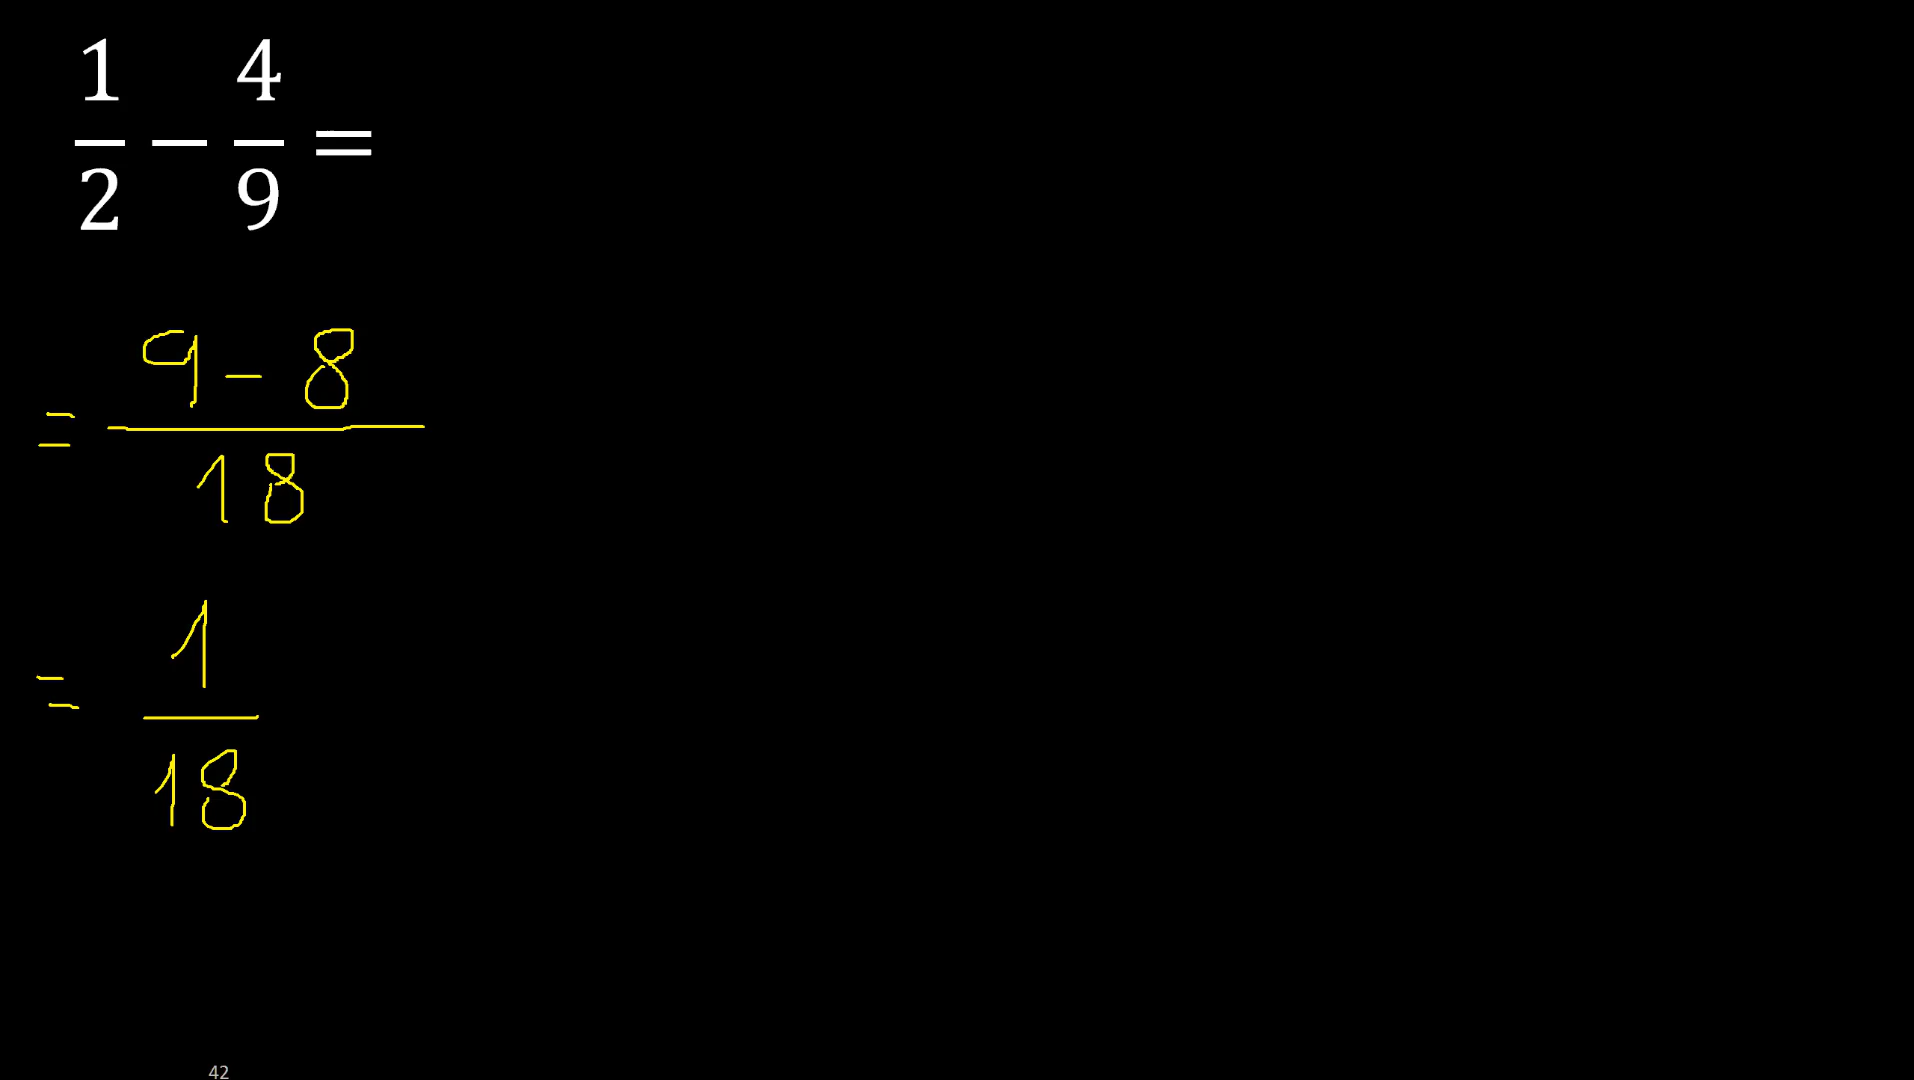 1/2 − 4/9 =
= 9 − 8 / 18
= 1/18
42